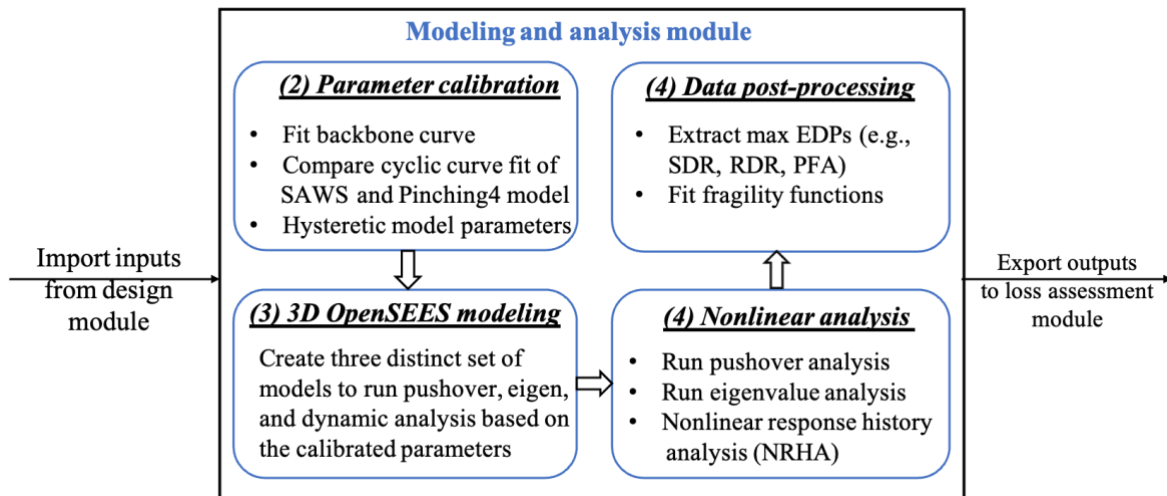 Modeling and analysis module
Import inputs
from design
module
(2) Parameter calibration
• Fit backbone curve
• Compare cyclic curve fit of
SAWS and Pinching4 model
• Hysteretic model parameters
(3) 3D OpenSEES modeling
Create three distinct set of
models to run pushover, eigen,
and dynamic analysis based on
the calibrated parameters
(4) Nonlinear analysis
• Run pushover analysis
• Run eigenvalue analysis
• Nonlinear response history
analysis (NRHA)
(4) Data post-processing
• Extract max EDPs (e.g.,
SDR, RDR, PFA)
• Fit fragility functions
Export outputs
to loss assessment
module